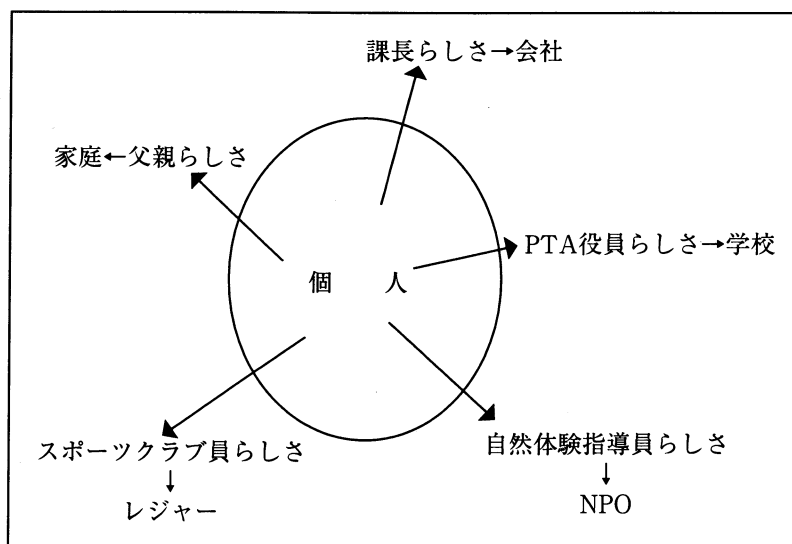 課長らしさ→会社
家庭←父親らしさ
PTA役員らしさ→学校
個　人
スポーツクラブ員らしさ
↓
レジャー
自然体験指導員らしさ
↓
NPO